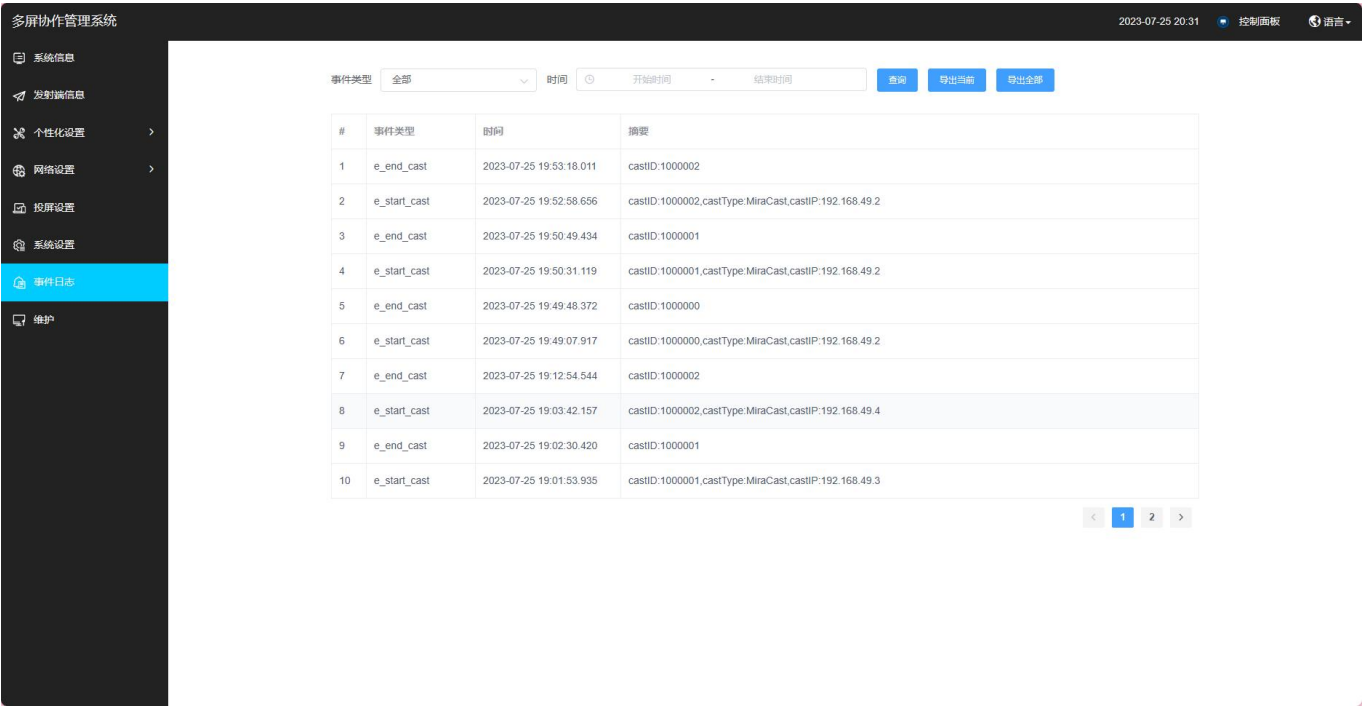 多屏协作管理系统 2023-07-25 20:31 控制面板 语言
系统信息
发射端信息
个性化设置
网络设置
投屏设置
系统设置
事件日志
维护
事件类型 全部 时间 开始时间 - 结束时间 查询 导出当前 导出全部
# 事件类型 时间 摘要
1 e_end_cast 2023-07-25 19:53:18.011 castID:1000002
2 e_start_cast 2023-07-25 19:52:58.656 castID:1000002,castType:MiraCast,castIP:192.168.49.2
3 e_end_cast 2023-07-25 19:50:49.434 castID:1000001
4 e_start_cast 2023-07-25 19:50:31.119 castID:1000001,castType:MiraCast,castIP:192.168.49.2
5 e_end_cast 2023-07-25 19:49:48.372 castID:1000000
6 e_start_cast 2023-07-25 19:49:07.917 castID:1000000,castType:MiraCast,castIP:192.168.49.2
7 e_end_cast 2023-07-25 19:12:54.544 castID:1000002
8 e_start_cast 2023-07-25 19:03:42.157 castID:1000002,castType:MiraCast,castIP:192.168.49.4
9 e_end_cast 2023-07-25 19:02:30.420 castID:1000001
10 e_start_cast 2023-07-25 19:01:53.935 castID:1000001,castType:MiraCast,castIP:192.168.49.3
< 1 2 >